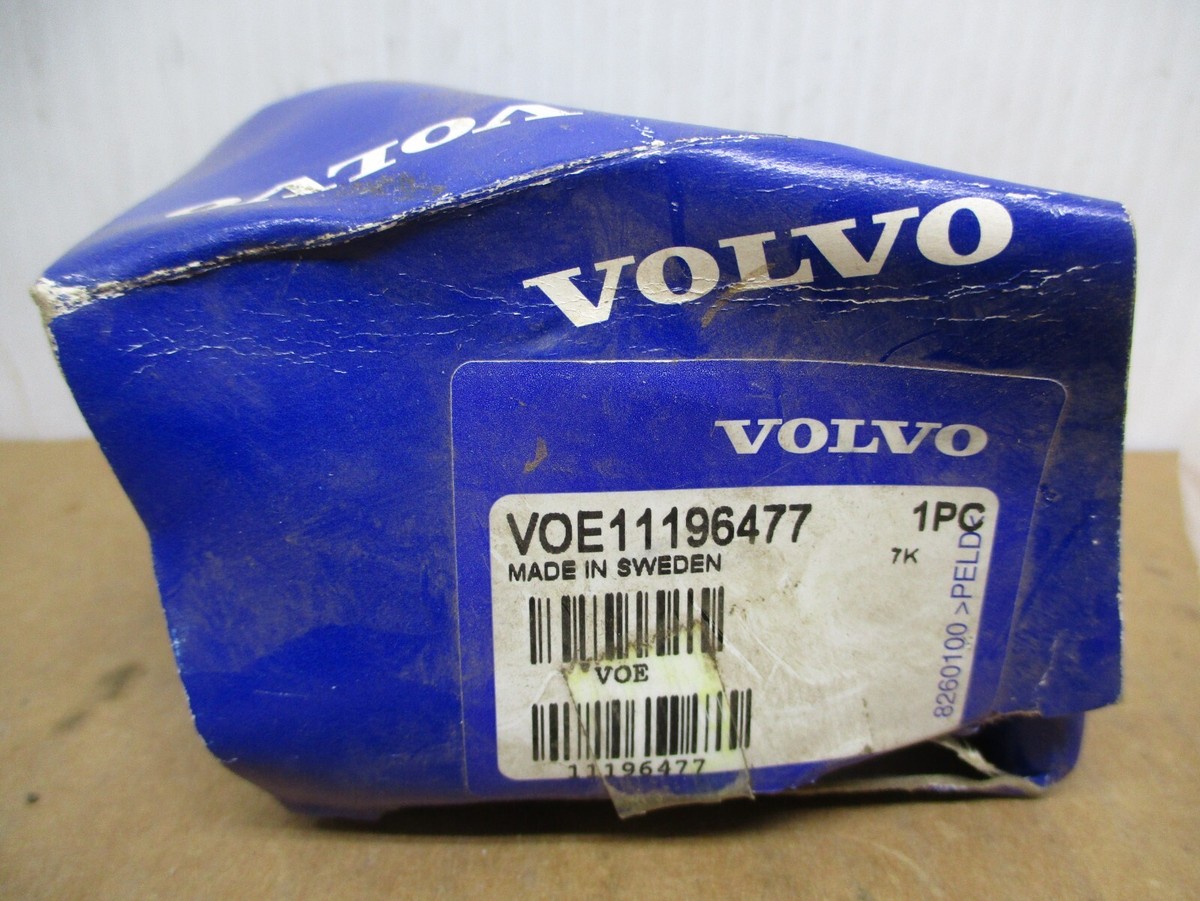 VOLVO
VOLVO
VOLVO
VOE11196477 1PC
7K
MADE IN SWEDEN
VOE
11196477
8260100 >PELD<